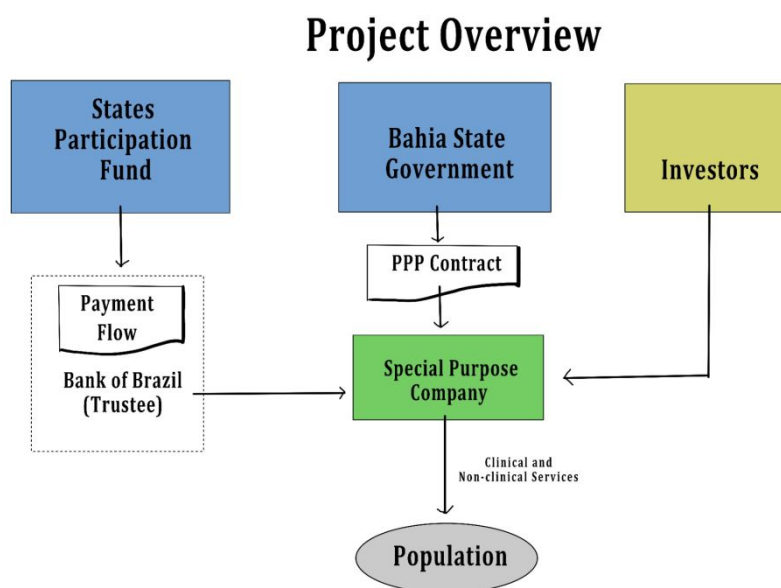 Project Overview
States
Participation
Fund
Bahia State
Government
Investors
PPP Contract
Payment
Flow
Bank of Brazil
(Trustee)
Special Purpose
Company
Clinical and
Non-clinical Services
Population